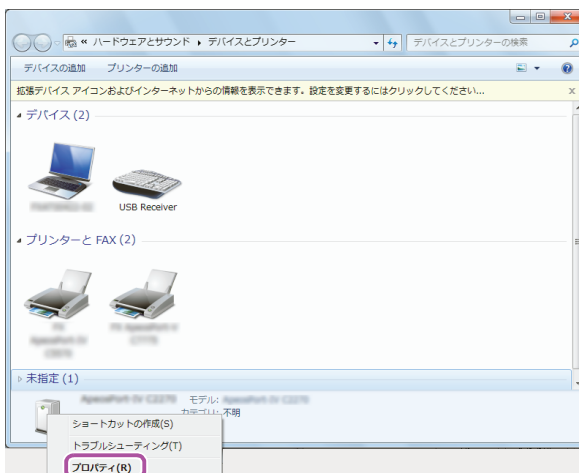 « ハードウェアとサウンド ▸ デバイスとプリンター
デバイスとプリンターの検索
デバイスの追加 プリンターの追加
拡張デバイス アイコンおよびインターネットからの情報を表示できます。設定を変更するにはクリックしてください...
デバイス (2)
USB Receiver
プリンターと FAX (2)
未指定 (1)
モデル:
カテゴリ: 不明
ショートカットの作成(S)
トラブルシューティング(T)
プロパティ(R)